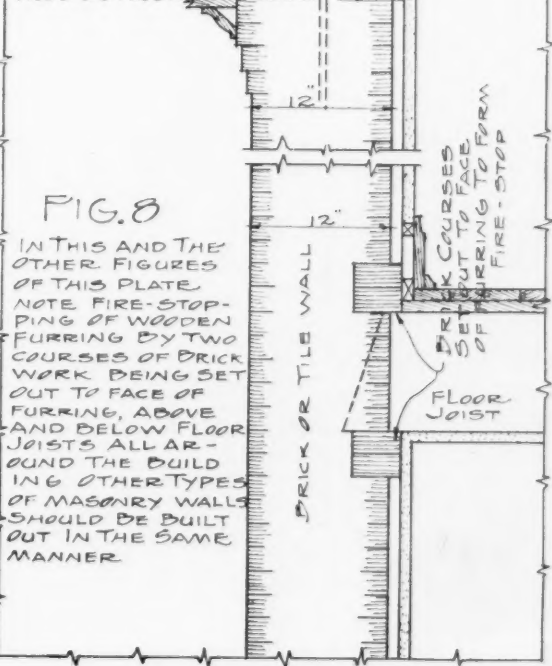 12"
12"
FIG. 8
IN THIS AND THE
OTHER FIGURES
OF THIS PLATE
NOTE FIRE-STOP-
PING OF WOODEN
FURRING BY TWO
COURSES OF BRICK
WORK BEING SET
OUT TO FACE OF
FURRING, ABOVE
AND BELOW FLOOR
JOISTS ALL AR-
OUND THE BUILD
ING OTHER TYPES
OF MASONRY WALLS
SHOULD BE BUILT
OUT IN THE SAME
MANNER
BRICK OR TILE WALL
BRICK COURSES
SET OUT TO FACE
OF FURRING TO FORM
FIRE-STOP
FLOOR
JOIST